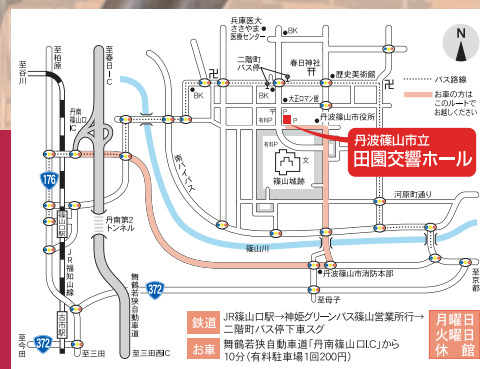 兵庫医大
ささやま
医療センター
BK
N
至柏原
至春日IC
至谷川
二階町
バス停
春日神社
歴史美術館
卍
卍
バス路線
お車の方は
このルートで
お越しください
丹南
篠山口
IC
BK
BK
大正ロマン館
〒
有料P
P
P
丹波篠山市役所
丹波篠山市立
田園交響ホール
有料P
文
篠山城跡
南バイパス
176
篠山口駅
丹南第2
トンネル
河原町通り
篠山川
JR福知山線
舞鶴若狭自動車道
372
丹波篠山市消防本部
至京都
至母子
古市駅
372
至今田
至三田
至三田西IC
鉄道
JR篠山口駅→神姫グリーンバス篠山営業所行→
二階町バス停下車スグ
お車
舞鶴若狭自動車道「丹南篠山口I.C」から
10分(有料駐車場1回200円)
月曜日
火曜日
休館